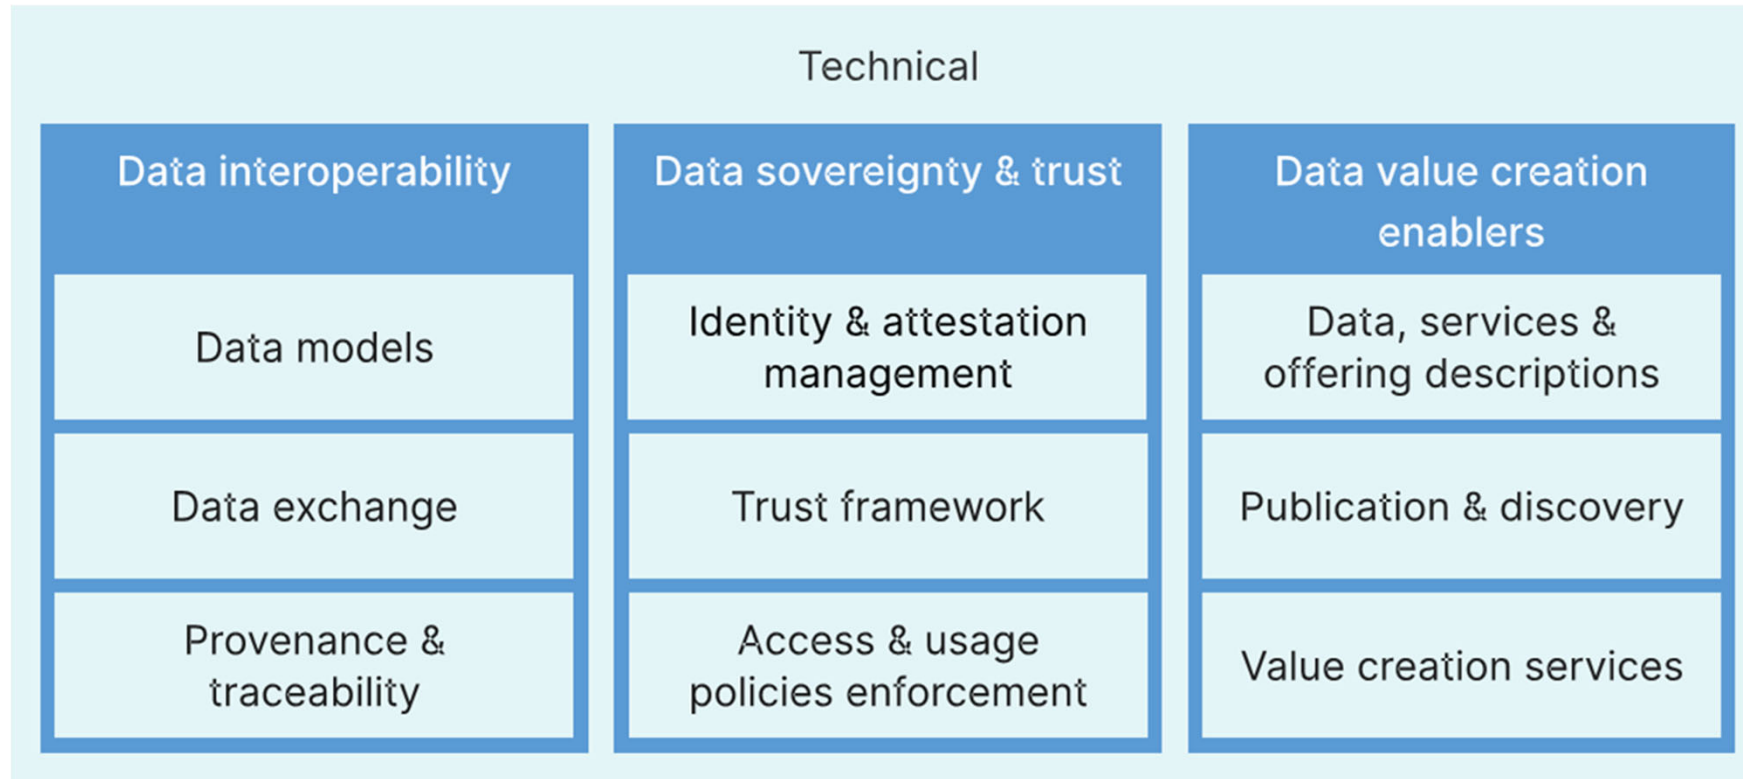 Technical
Data interoperability
Data models
Data exchange
Provenance &
traceability
Data sovereignty & trust
Identity & attestation
management
Trust framework
Access & usage
policies enforcement
Data value creation
enablers
Data, services &
offering descriptions
Publication & discovery
Value creation services